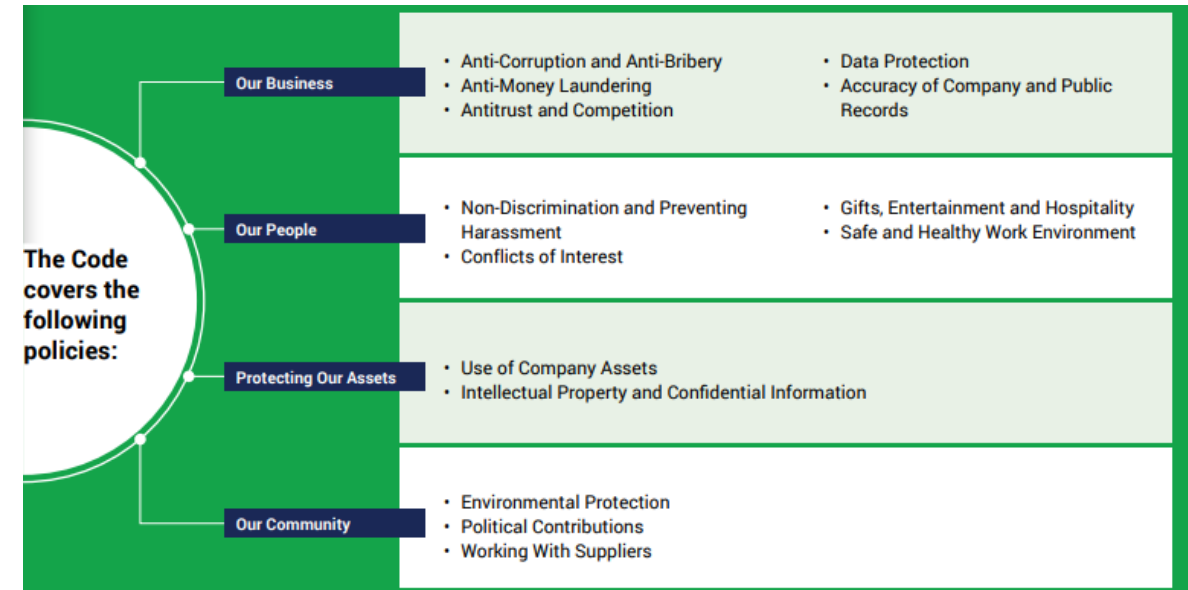 The Code
covers the
following
policies:
Our Business
• Anti-Corruption and Anti-Bribery
• Anti-Money Laundering
• Antitrust and Competition
• Data Protection
• Accuracy of Company and Public
Records
Our People
• Non-Discrimination and Preventing
Harassment
• Conflicts of Interest
• Gifts, Entertainment and Hospitality
• Safe and Healthy Work Environment
Protecting Our Assets
• Use of Company Assets
• Intellectual Property and Confidential Information
Our Community
• Environmental Protection
• Political Contributions
• Working With Suppliers